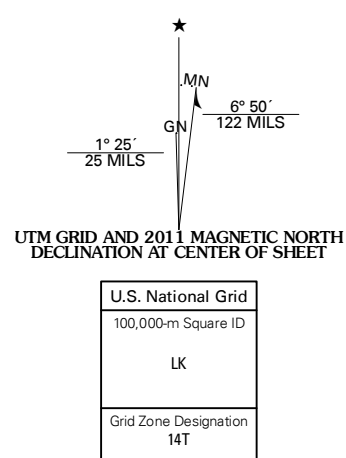 ★
MN
GN
6° 50´
122 MILS
1° 25´
25 MILS
UTM GRID AND 2011 MAGNETIC NORTH
DECLINATION AT CENTER OF SHEET
U.S. National Grid
100,000-m Square ID
LK
Grid Zone Designation
14T